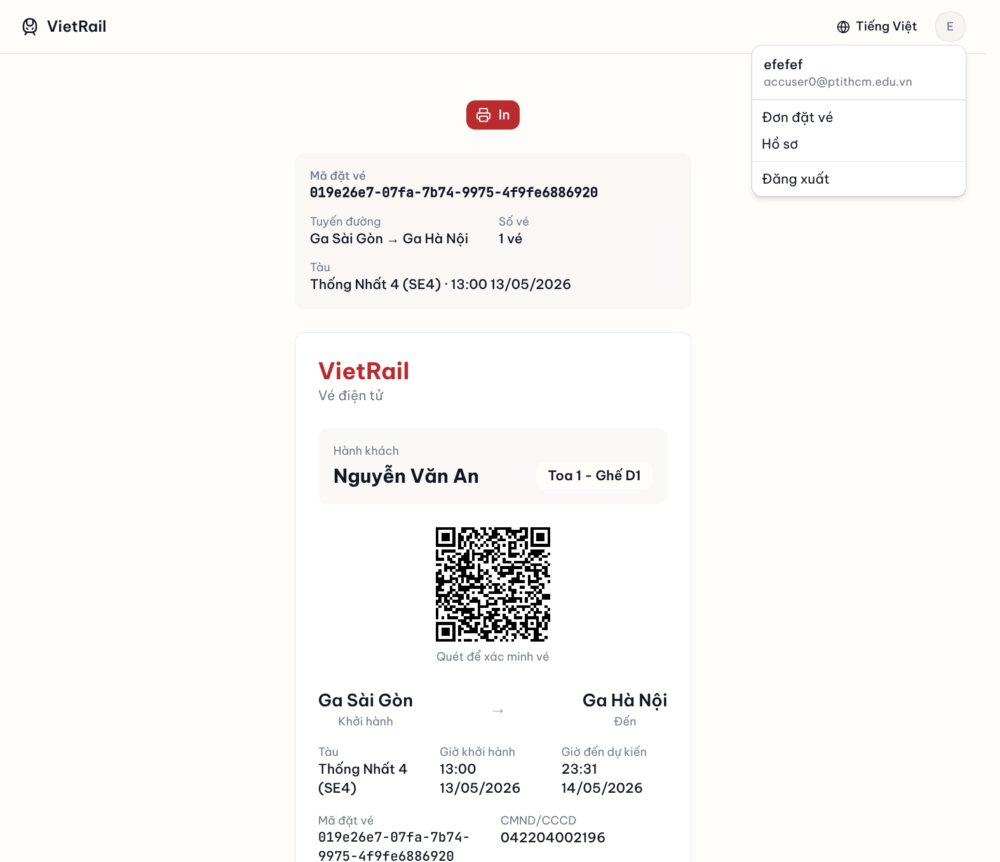 VietRail
Tiếng Việt
E
efefef
accuser0@ptithcm.edu.vn
Đơn đặt vé
Hồ sơ
Đăng xuất
In
Mã đặt vé
019e26e7-07fa-7b74-9975-4f9fe6886920
Tuyến đường
Ga Sài Gòn → Ga Hà Nội
Số vé
1 vé
Tàu
Thống Nhất 4 (SE4) · 13:00 13/05/2026
VietRail
Vé điện tử
Hành khách
Nguyễn Văn An
Toa 1 - Ghế D1
Quét để xác minh vé
Ga Sài Gòn
Khởi hành
→
Ga Hà Nội
Đến
Tàu
Thống Nhất 4
(SE4)
Giờ khởi hành
13:00
13/05/2026
Giờ đến dự kiến
23:31
14/05/2026
Mã đặt vé
019e26e7-07fa-7b74-
9975-4f9fe6886920
CMND/CCCD
042204002196